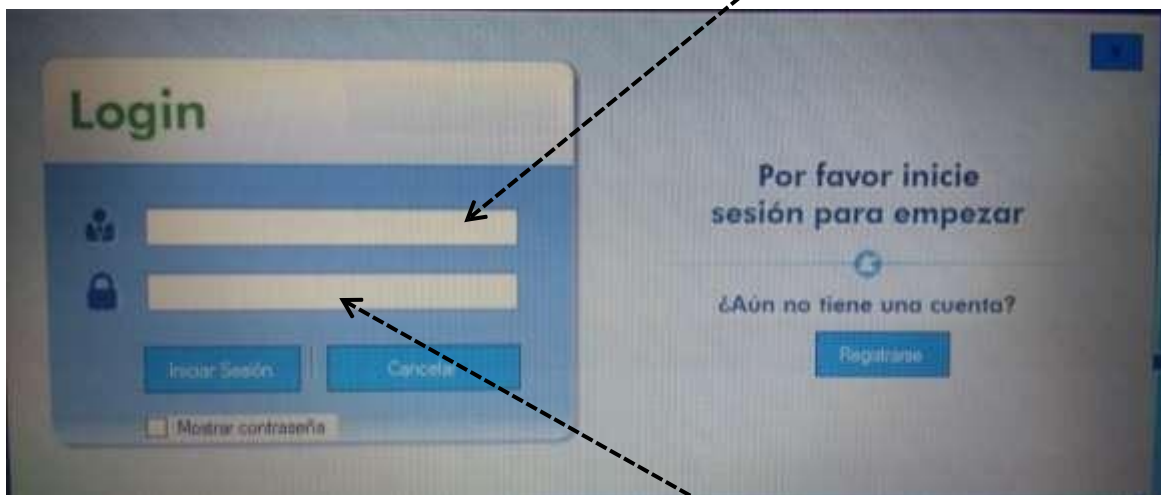 Login
Iniciar Sesión
Cancelar
Mostrar contraseña
Por favor inicie
sesión para empezar
¿Aún no tiene una cuenta?
Registrarse